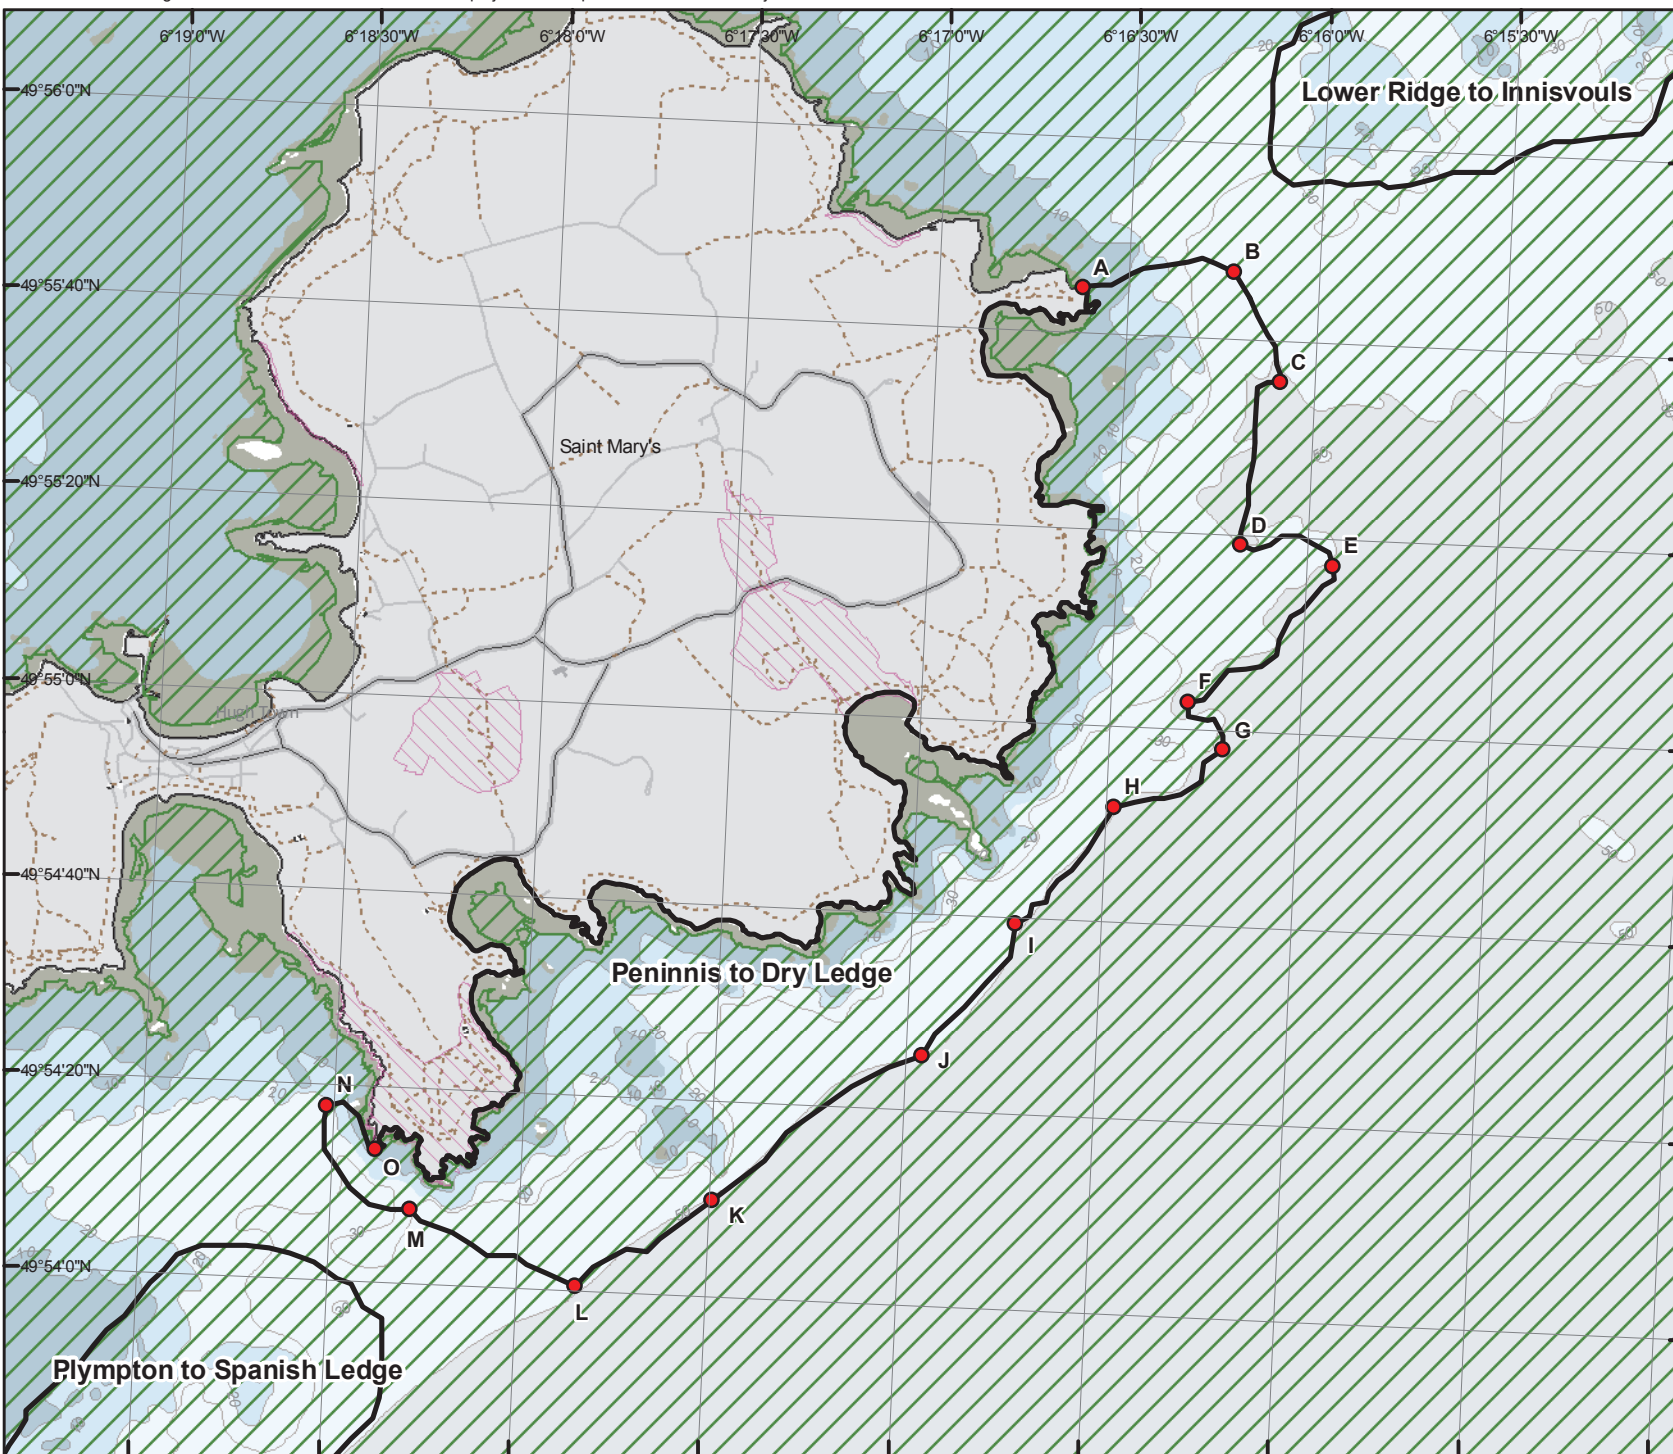 6°19'0"W 6°18'30"W 6°18'0"W 6°17'30"W 6°17'0"W 6°16'30"W 6°16'0"W 6°15'30"W
49°56'0"N
Lower Ridge to Innisvouls
A
B
49°55'40"N
C
Saint Mary's
49°55'20"N
D
E
49°55'0"N
Hugh Town
F
G
H
49°54'40"N
I
Peninnis to Dry Ledge
J
49°54'20"N
N
O
K
M
49°54'0"N
L
Plympton to Spanish Ledge